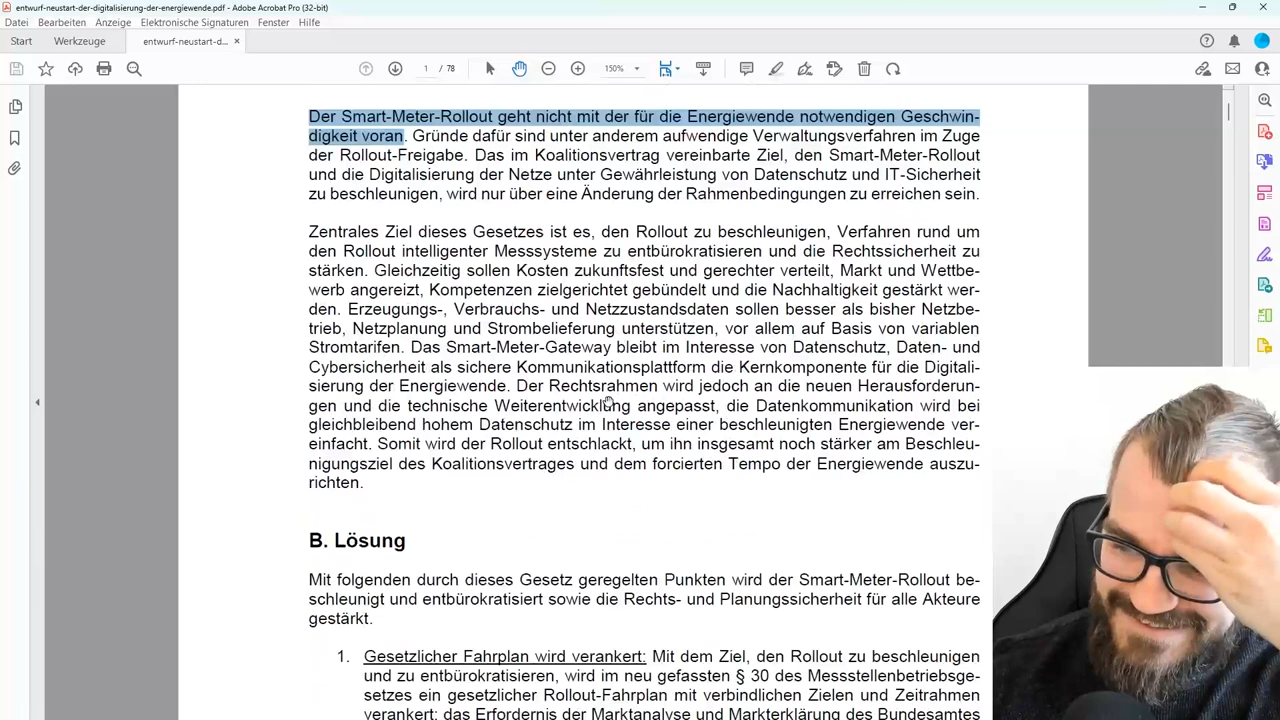 entwurf-neustart-der-digitalisierung-der-energiewende.pdf - Adobe Acrobat Pro (32-bit)
Datei Bearbeiten Anzeige Elektronische Signaturen Fenster Hilfe
Start Werkzeuge entwurf-neustart-d... ×
1 / 78 150%
Der Smart-Meter-Rollout geht nicht mit der für die Energiewende notwendigen Geschwin-
digkeit voran. Gründe dafür sind unter anderem aufwendige Verwaltungsverfahren im Zuge
der Rollout-Freigabe. Das im Koalitionsvertrag vereinbarte Ziel, den Smart-Meter-Rollout
und die Digitalisierung der Netze unter Gewährleistung von Datenschutz und IT-Sicherheit
zu beschleunigen, wird nur über eine Änderung der Rahmenbedingungen zu erreichen sein.
Zentrales Ziel dieses Gesetzes ist es, den Rollout zu beschleunigen, Verfahren rund um
den Rollout intelligenter Messsysteme zu entbürokratisieren und die Rechtssicherheit zu
stärken. Gleichzeitig sollen Kosten zukunftsfest und gerechter verteilt, Markt und Wettbe-
werb angereizt, Kompetenzen zielgerichtet gebündelt und die Nachhaltigkeit gestärkt wer-
den. Erzeugungs-, Verbrauchs- und Netzzustandsdaten sollen besser als bisher Netzbe-
trieb, Netzplanung und Strombelieferung unterstützen, vor allem auf Basis von variablen
Stromtarifen. Das Smart-Meter-Gateway bleibt im Interesse von Datenschutz, Daten- und
Cybersicherheit als sichere Kommunikationsplattform die Kernkomponente für die Digitali-
sierung der Energiewende. Der Rechtsrahmen wird jedoch an die neuen Herausforderun-
gen und die technische Weiterentwicklung angepasst, die Datenkommunikation wird bei
gleichbleibend hohem Datenschutz im Interesse einer beschleunigten Energiewende ver-
einfacht. Somit wird der Rollout entschlackt, um ihn insgesamt noch stärker am Beschleu-
nigungsziel des Koalitionsvertrages und dem forcierten Tempo der Energiewende auszu-
richten.
B. Lösung
Mit folgenden durch dieses Gesetz geregelten Punkten wird der Smart-Meter-Rollout be-
schleunigt und entbürokratisiert sowie die Rechts- und Planungssicherheit für alle Akteure
gestärkt.
1. Gesetzlicher Fahrplan wird verankert: Mit dem Ziel, den Rollout zu beschleunigen
und zu entbürokratisieren, wird im neu gefassten § 30 des Messstellenbetriebsge-
setzes ein gesetzlicher Rollout-Fahrplan mit verbindlichen Zielen und Zeitrahmen
verankert; das Erfordernis der Marktanalyse und Markterklärung des Bundesamtes